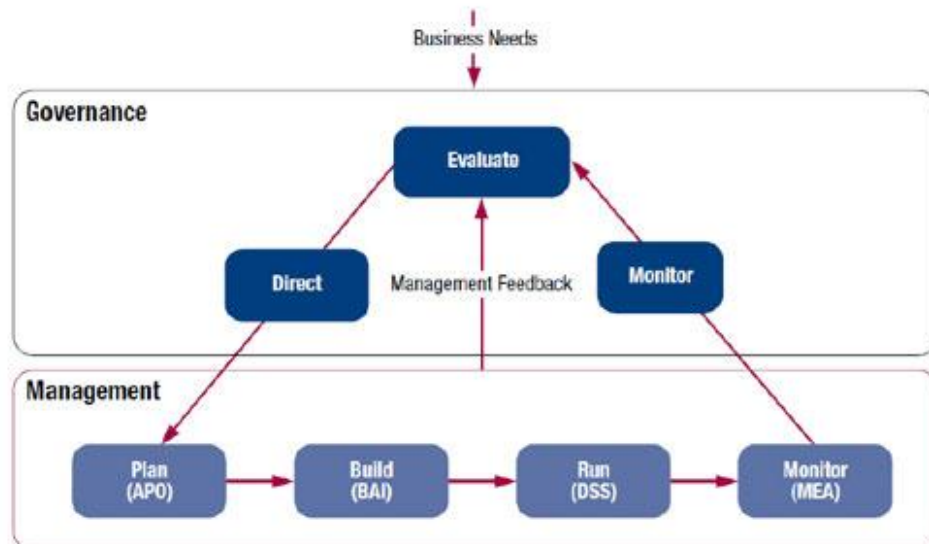 Business Needs
Governance
Evaluate
Direct
Management Feedback
Monitor
Management
Plan
(APO)
Build
(BAI)
Run
(DSS)
Monitor
(MEA)